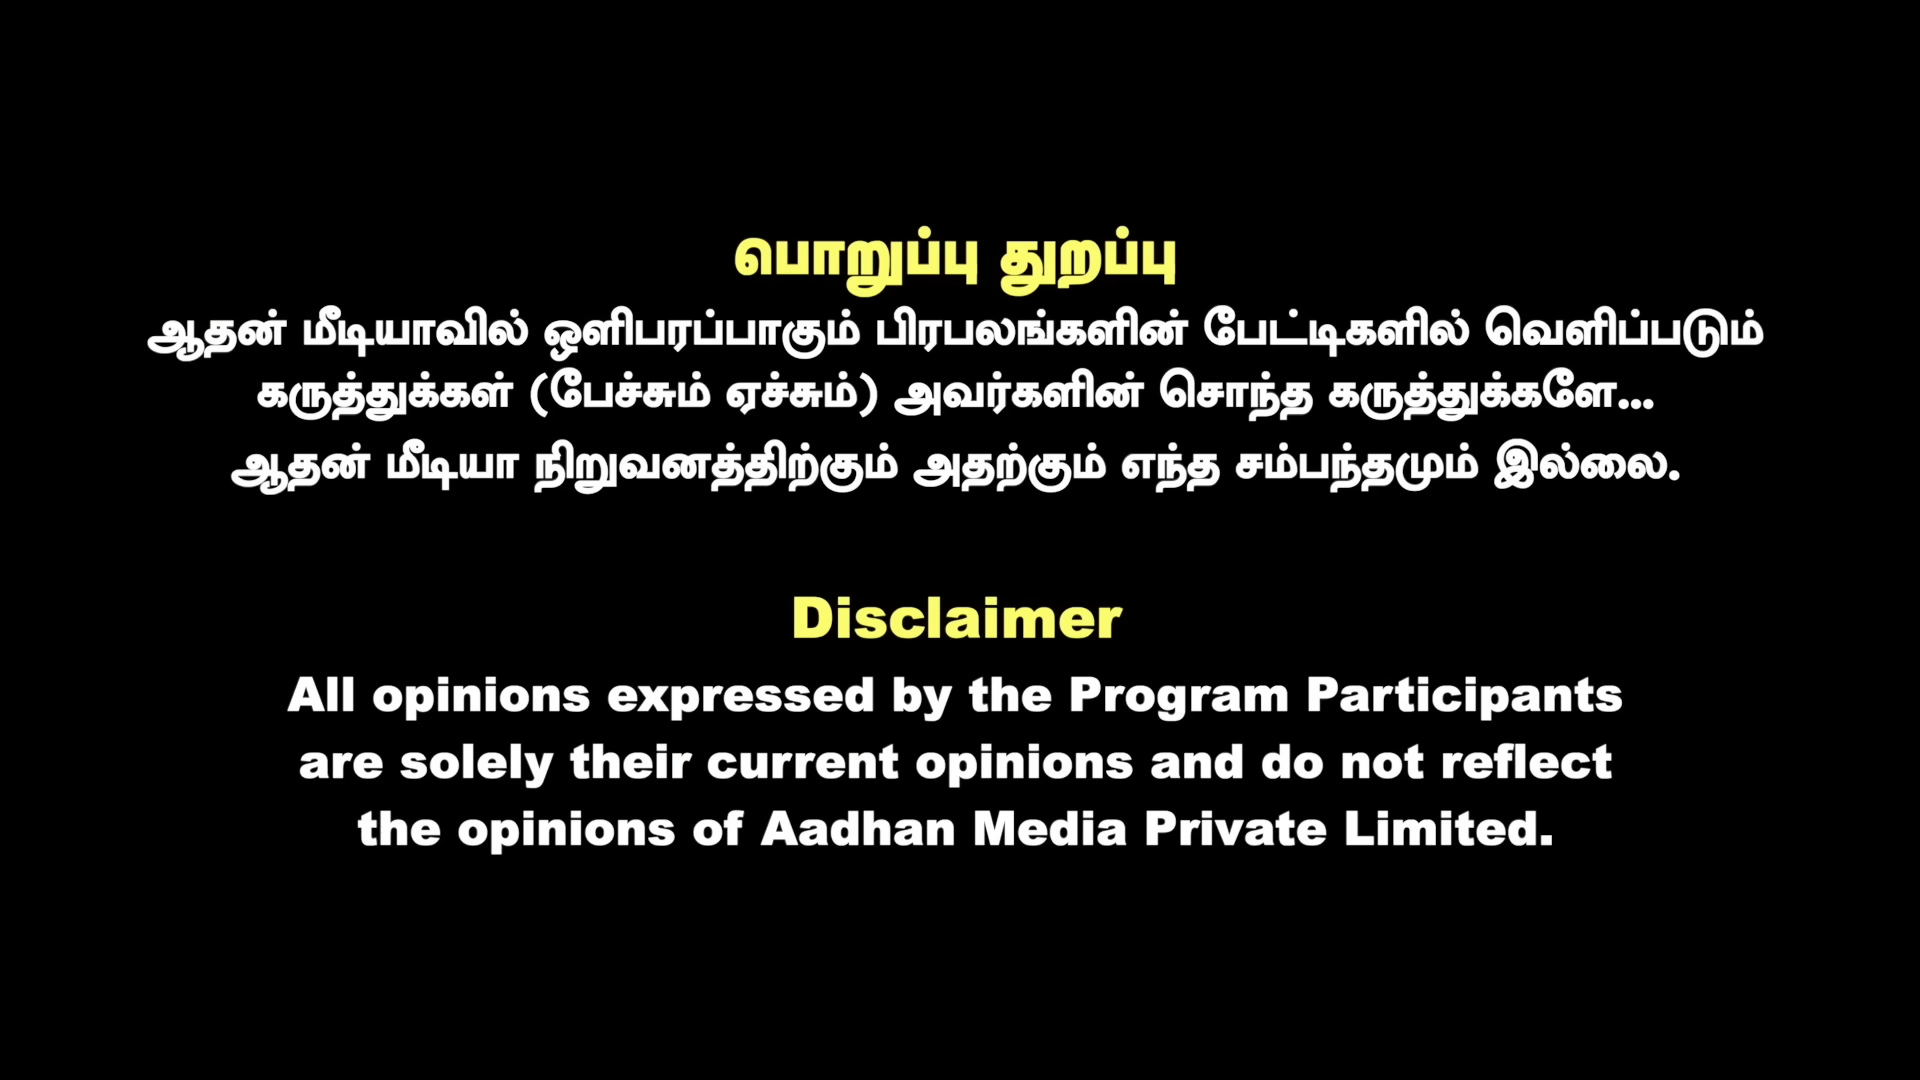 பொறுப்பு துறப்பு
ஆதன் மீடியாவில் ஒளிபரப்பாகும் பிரபலங்களின் பேட்டிகளில் வெளிப்படும்
கருத்துக்கள் (பேச்சும் ஏச்சும்) அவர்களின் சொந்த கருத்துக்களே...
ஆதன் மீடியா நிறுவனத்திற்கும் அதற்கும் எந்த சம்பந்தமும் இல்லை.
Disclaimer
All opinions expressed by the Program Participants
are solely their current opinions and do not reflect
the opinions of Aadhan Media Private Limited.